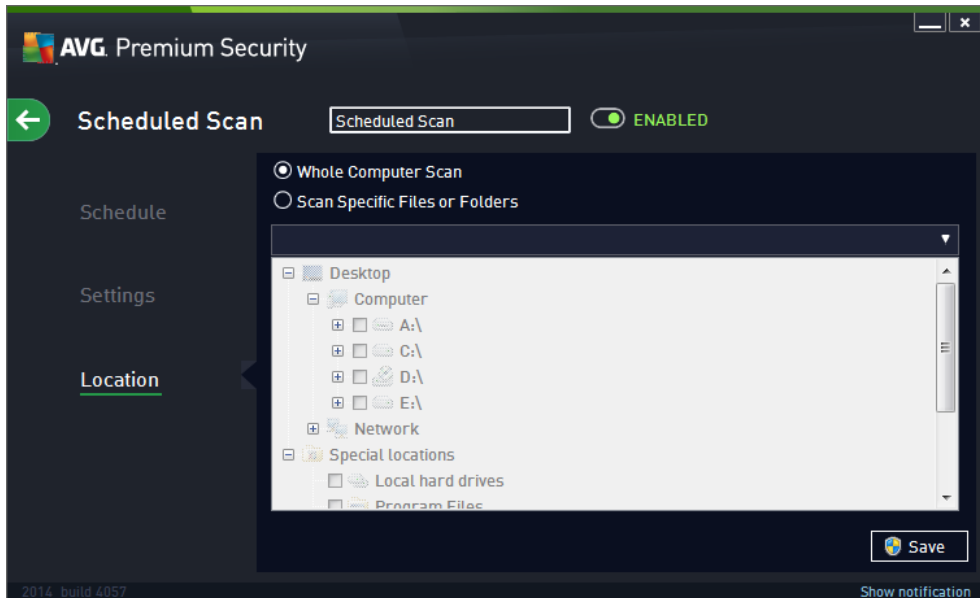 AVG. Premium Security
Scheduled Scan
Scheduled Scan
ENABLED
Schedule
Settings
Location
Whole Computer Scan
Scan Specific Files or Folders
Desktop
Computer
A:\
C:\
D:\
E:\
Network
Special locations
Local hard drives
Program Files
Save
2014 build 4057
Show notification